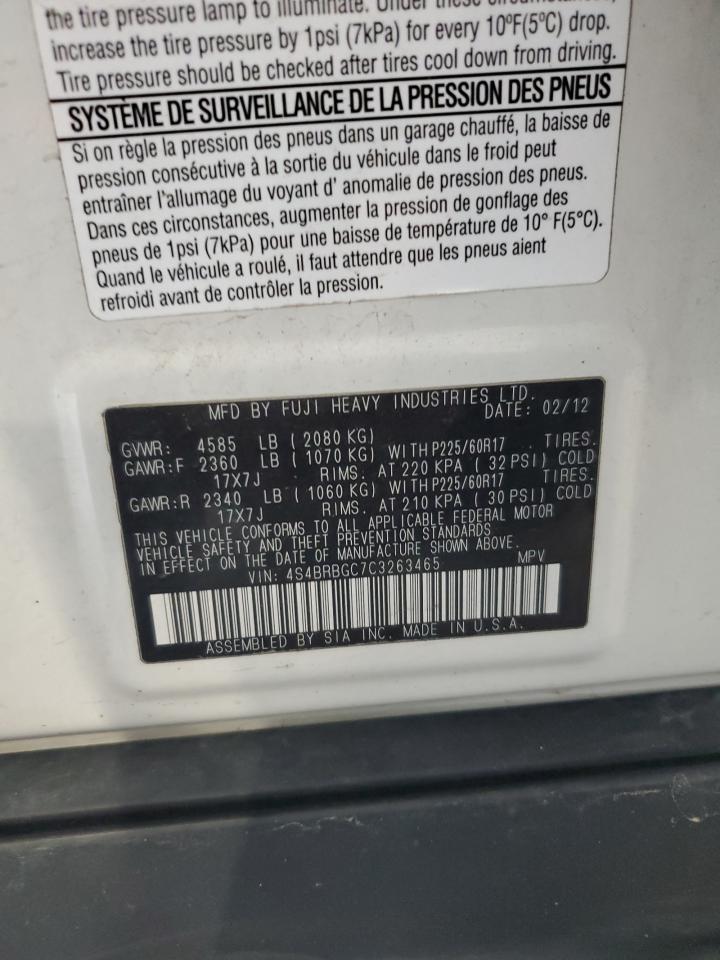 the tire pressure lamp to illuminate. Under these circumstances,
increase the tire pressure by 1psi (7kPa) for every 10ºF(5ºC) drop.
Tire pressure should be checked after tires cool down from driving.
SYSTÈME DE SURVEILLANCE DE LA PRESSION DES PNEUS
Si on règle la pression des pneus dans un garage chauffé, la baisse de
pression consécutive à la sortie du véhicule dans le froid peut
entraîner l'allumage du voyant d' anomalie de pression des pneus.
Dans ces circonstances, augmenter la pression de gonflage des
pneus de 1psi (7kPa) pour une baisse de température de 10° F(5°C).
Quand le véhicule a roulé, il faut attendre que les pneus aient
refroidi avant de contrôler la pression.
MFD BY FUJI HEAVY INDUSTRIES LTD.
DATE: 02/12
GVWR: 4585 LB ( 2080 KG)
GAWR:F 2360 LB ( 1070 KG) WITH P225/60R17 TIRES.
17X7J RIMS. AT 220 KPA ( 32 PSI) COLD
GAWR:R 2340 LB ( 1060 KG) WITH P225/60R17 TIRES.
17X7J RIMS. AT 210 KPA ( 30 PSI) COLD
THIS VEHICLE CONFORMS TO ALL APPLICABLE FEDERAL MOTOR
VEHICLE SAFETY AND THEFT PREVENTION STANDARDS
IN EFFECT ON THE DATE OF MANUFACTURE SHOWN ABOVE.
VIN: 4S4BRBGC7C3263465 MPV
ASSEMBLED BY SIA INC. MADE IN U.S.A.